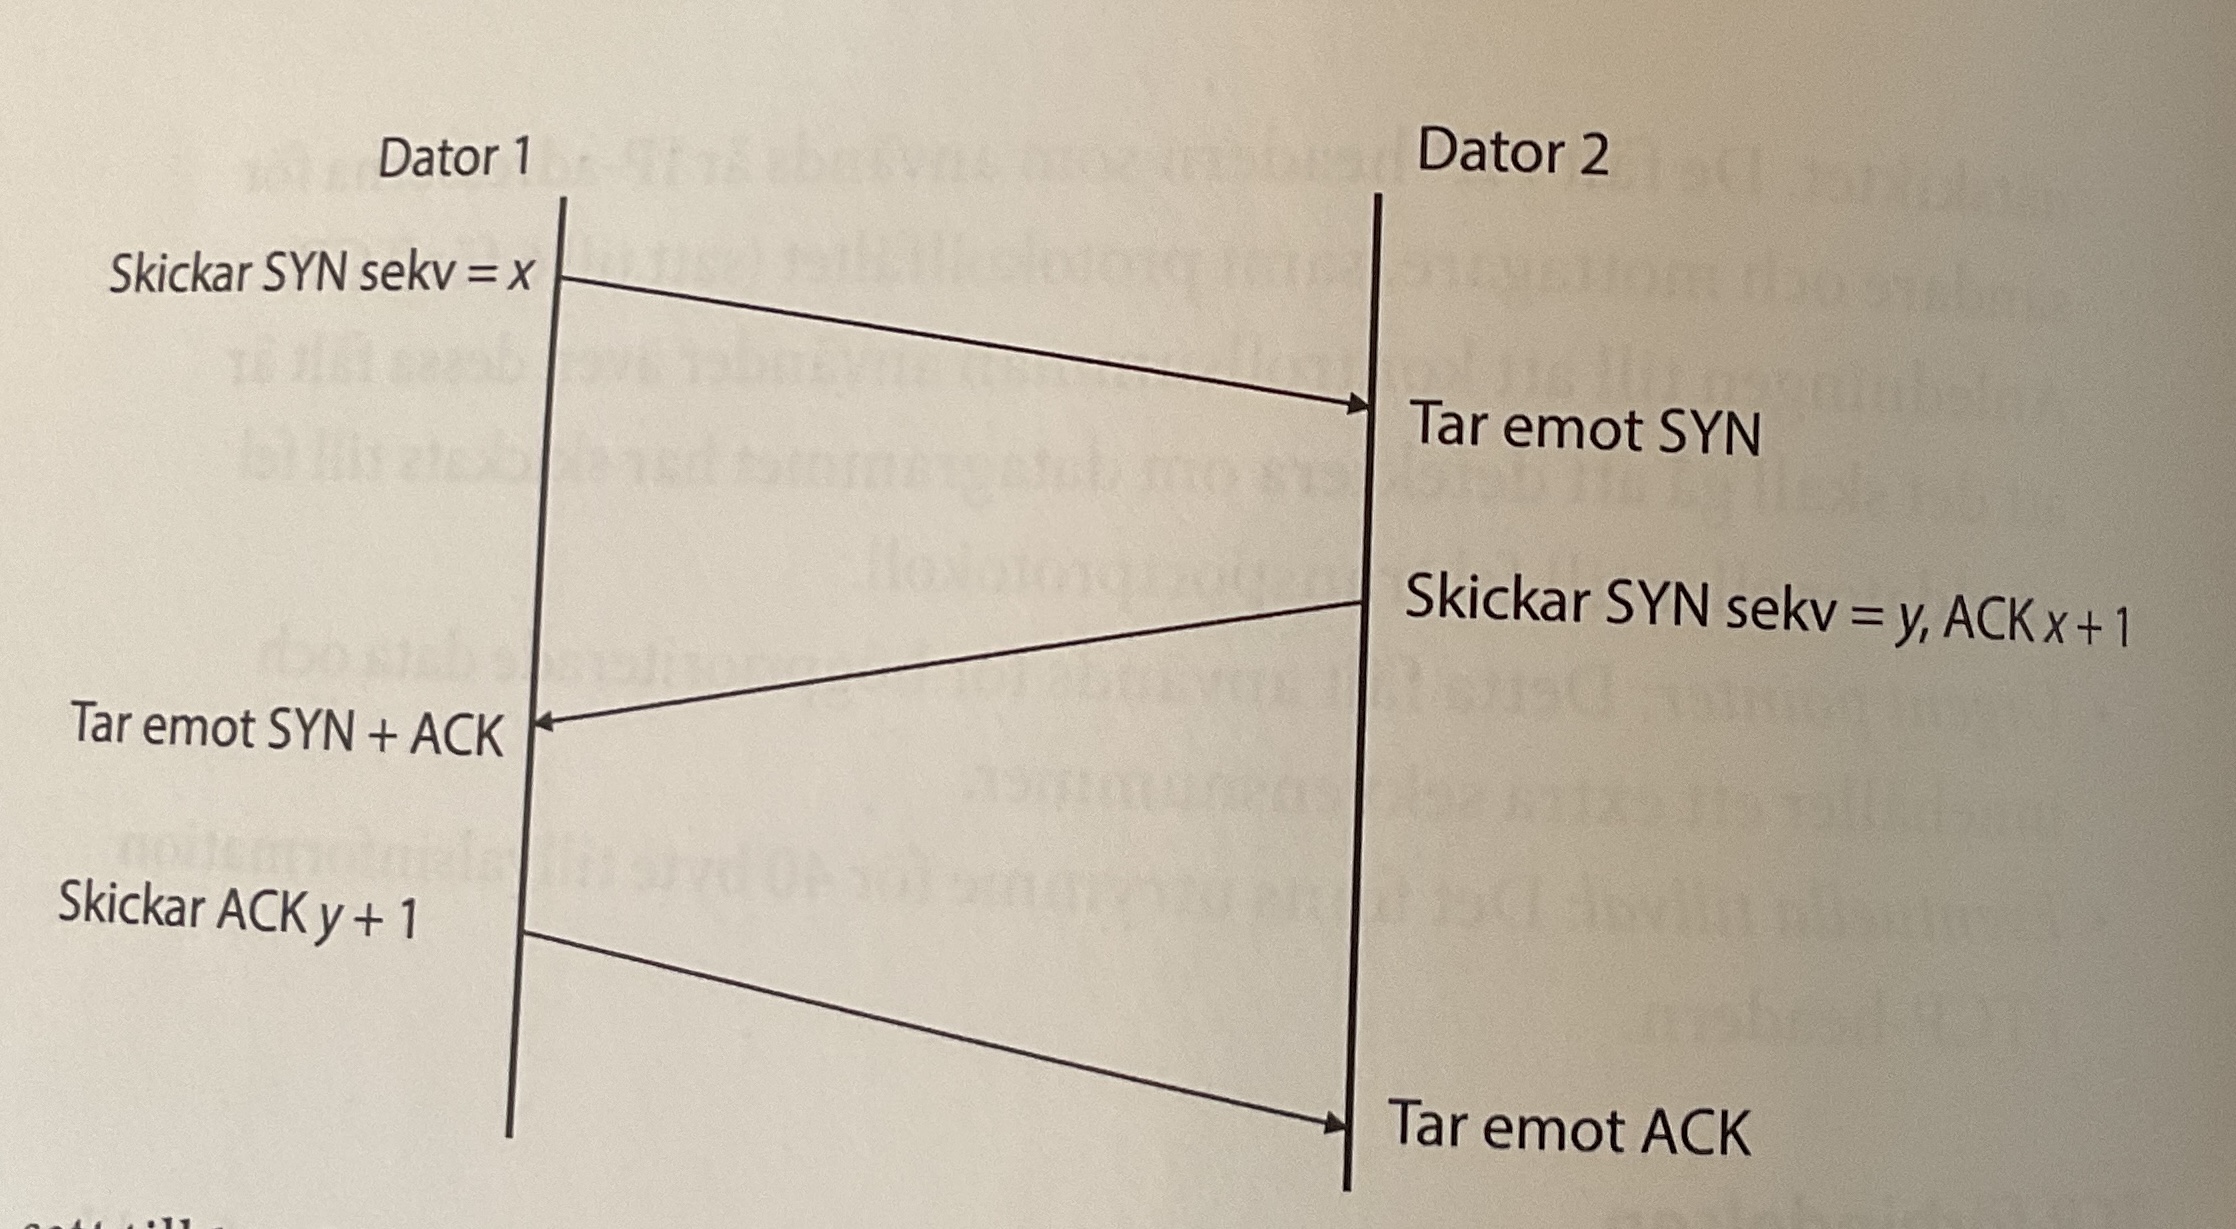 Dator 1
Dator 2
Skickar SYN sekv = x
Tar emot SYN
Skickar SYN sekv = y, ACK x + 1
Tar emot SYN + ACK
Skickar ACK y + 1
Tar emot ACK